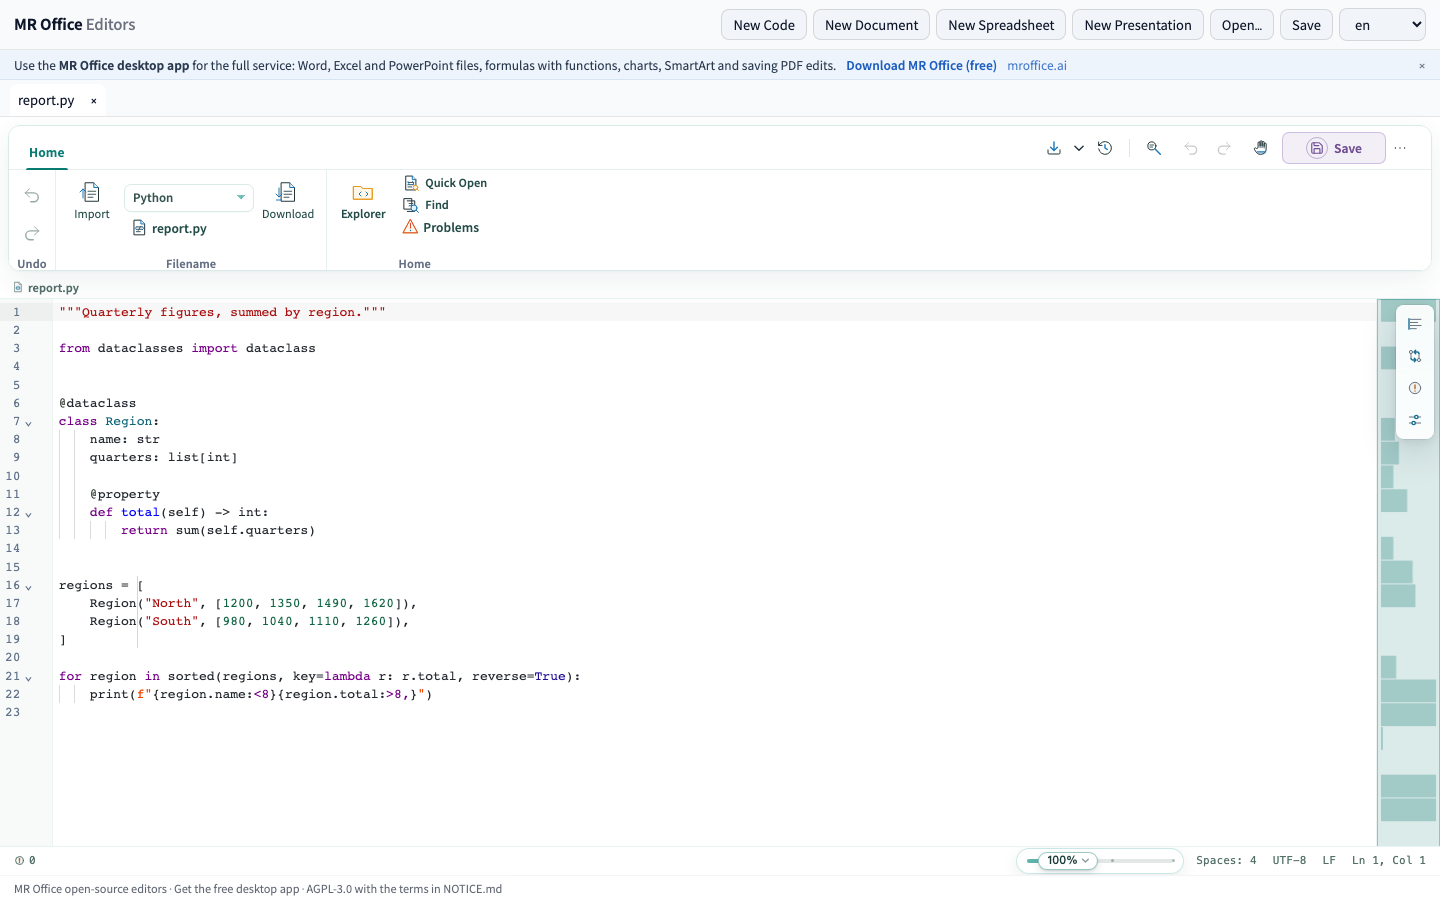 MR Office Editors
New Code
New Document
New Spreadsheet
New Presentation
Open...
Save
en
Use the MR Office desktop app for the full service: Word, Excel and PowerPoint files, formulas with functions, charts, SmartArt and saving PDF edits. Download MR Office (free) mroffice.ai ×
report.py ×
Home
Save
Import
Python
report.py
Download
Explorer
Quick Open
Find
Problems
Undo
Filename
Home
report.py
1 """Quarterly figures, summed by region."""
2
3 from dataclasses import dataclass
4
5
6 @dataclass
7 class Region:
8     name: str
9     quarters: list[int]
10
11     @property
12     def total(self) -> int:
13         return sum(self.quarters)
14
15
16 regions = [
17     Region("North", [1200, 1350, 1490, 1620]),
18     Region("South", [980, 1040, 1110, 1260]),
19 ]
20
21 for region in sorted(regions, key=lambda r: r.total, reverse=True):
22     print(f"{region.name:<8}{region.total:>8,}")
23
0
100%
Spaces: 4
UTF-8
LF
Ln 1, Col 1
MR Office open-source editors · Get the free desktop app · AGPL-3.0 with the terms in NOTICE.md